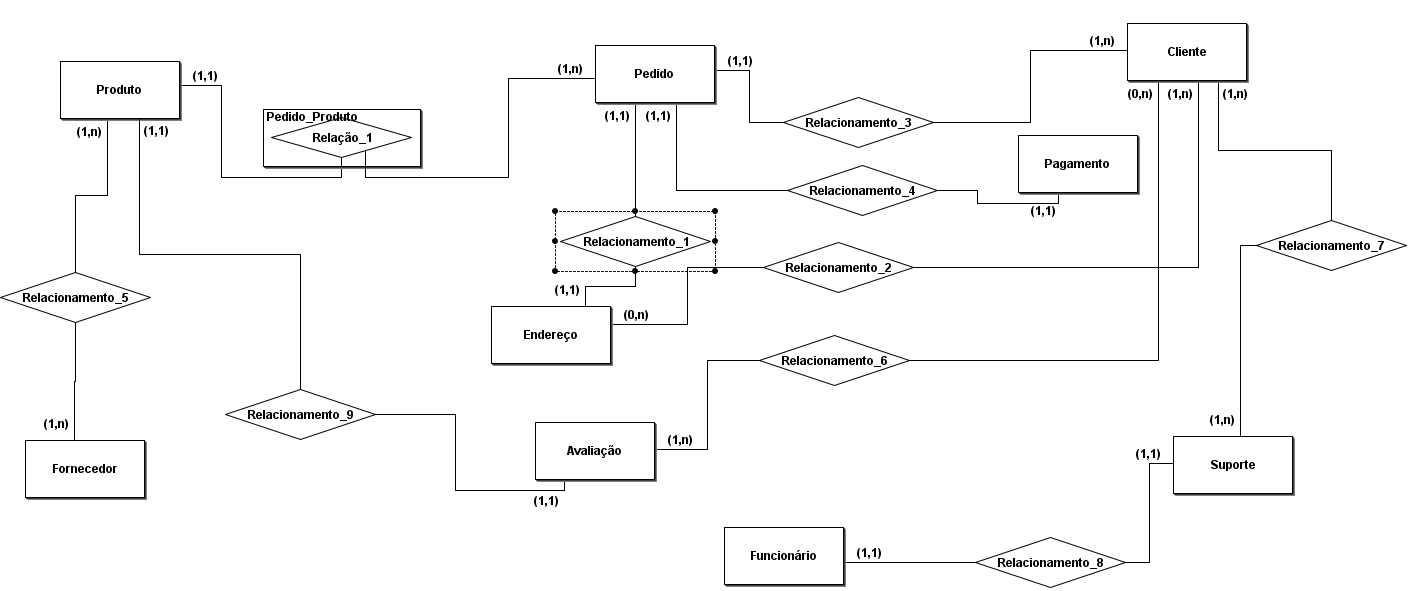 Cliente
(1,n)
Pedido
(1,1)
(1,n)
(1,1)
Produto
(0,n)
(1,n)
(1,n)
(1,1)
(1,1)
Pedido_Produto
Relacionamento_3
(1,n)
(1,1)
Relação_1
Pagamento
Relacionamento_4
(1,1)
Relacionamento_1
Relacionamento_7
Relacionamento_2
(1,1)
Relacionamento_5
(0,n)
Endereço
Relacionamento_6
Relacionamento_9
(1,n)
(1,n)
(1,n)
Avaliação
(1,1)
Suporte
Fornecedor
(1,1)
(1,1)
Funcionário
Relacionamento_8